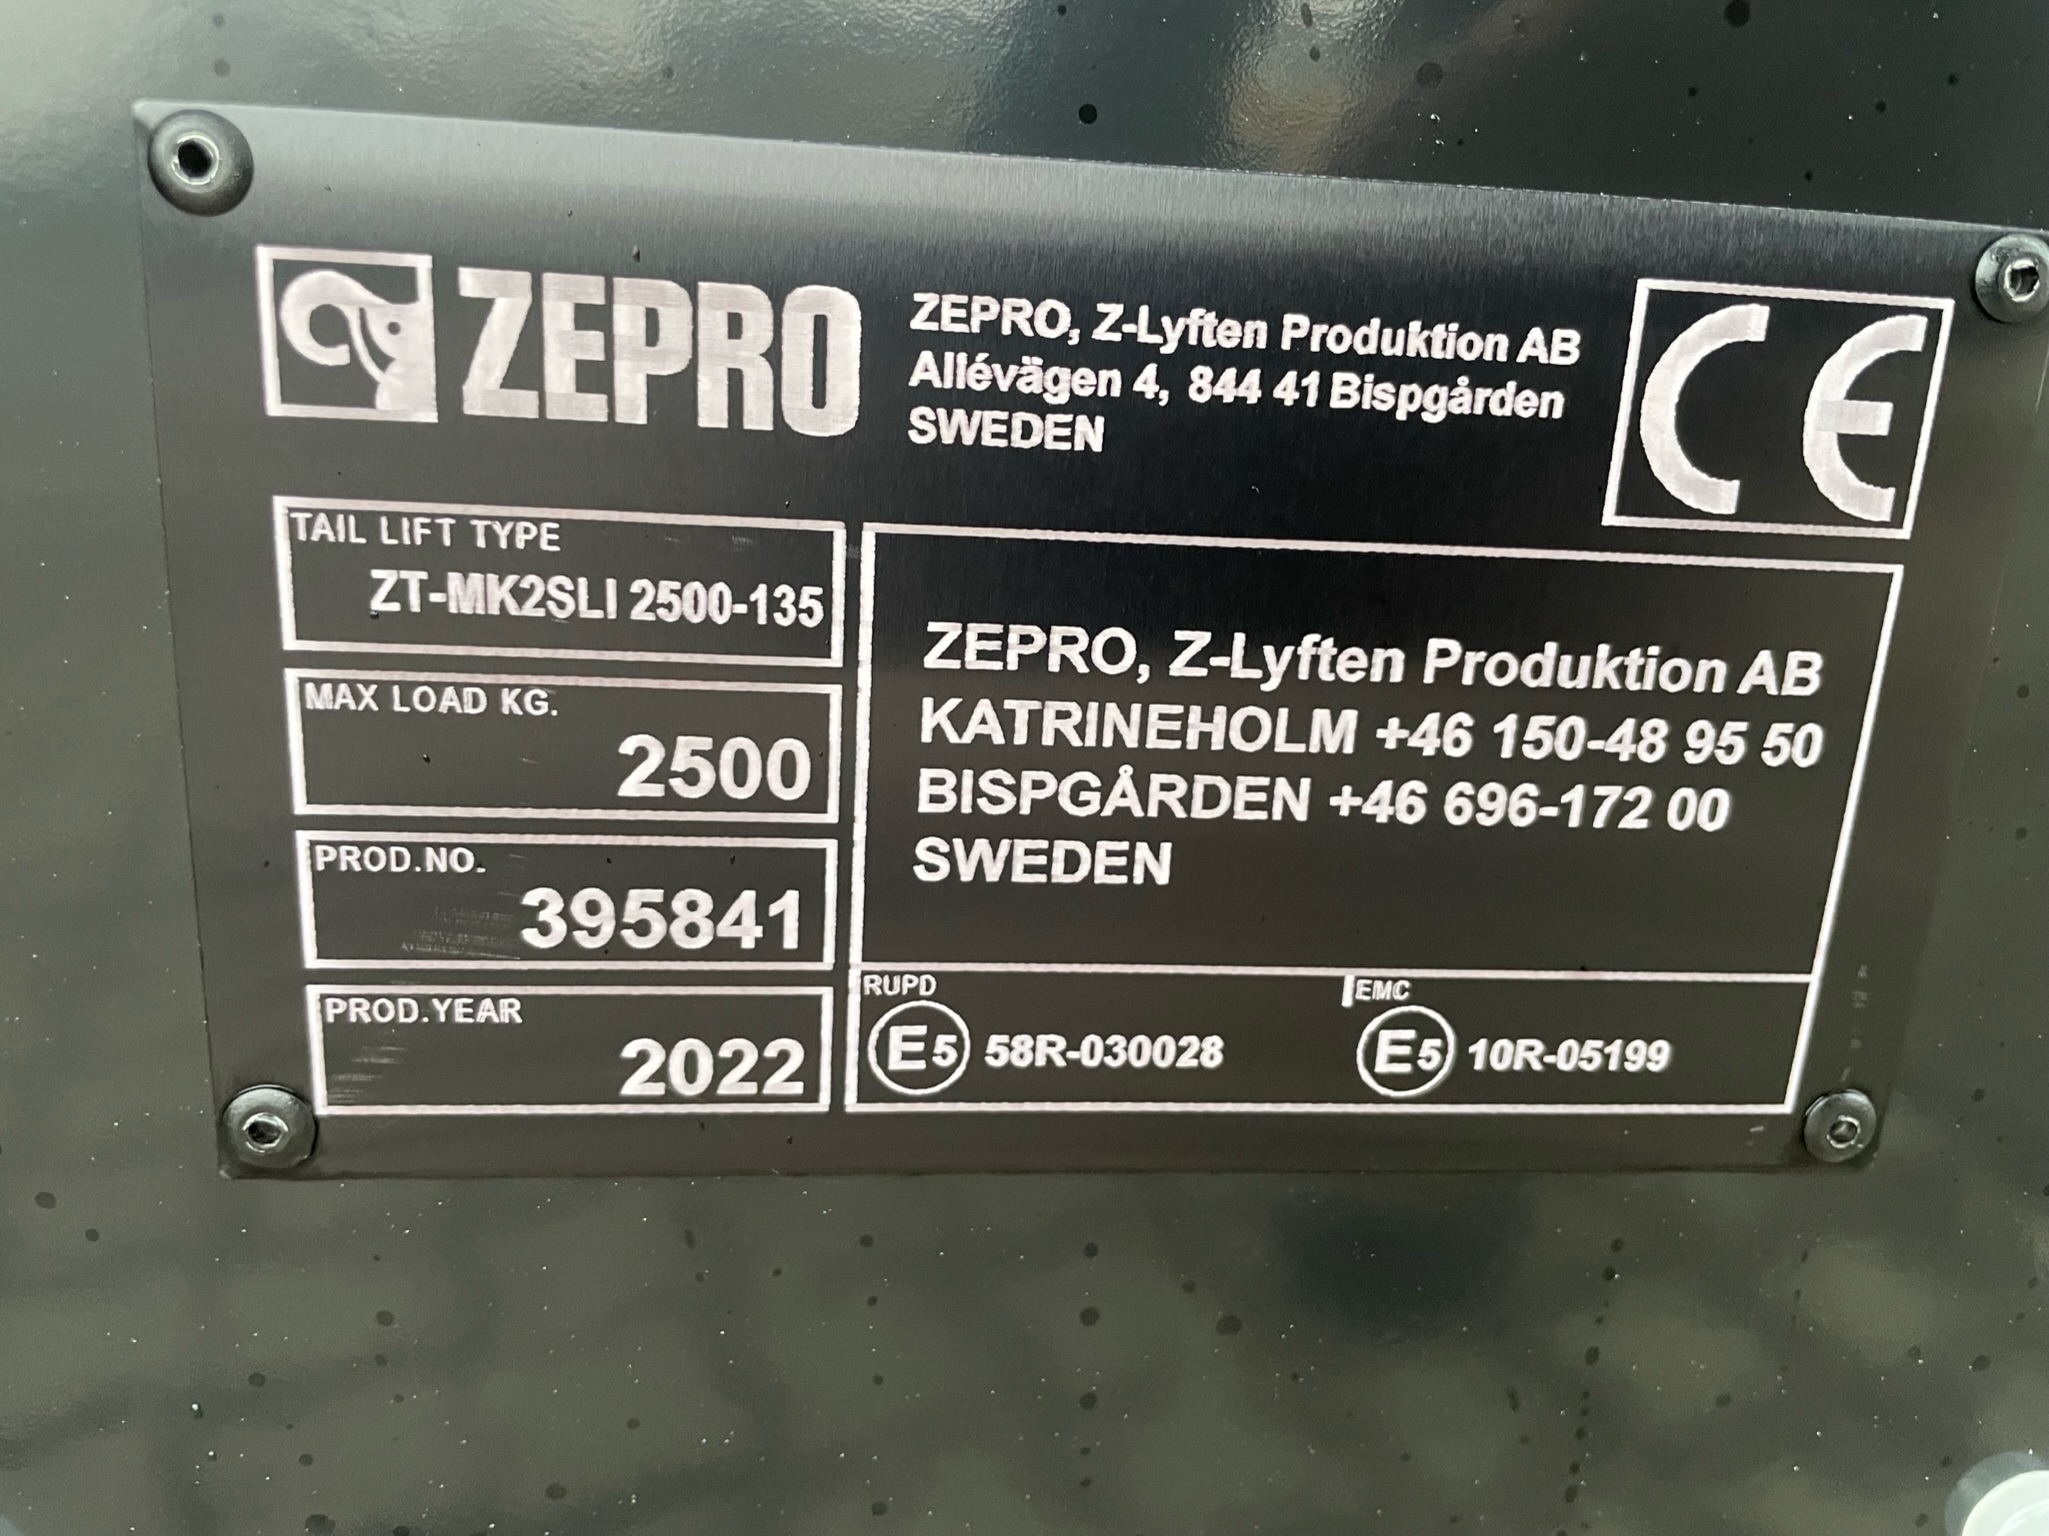 ZEPRO
ZEPRO, Z-Lyften Produktion AB
Allévägen 4, 844 41 Bispgården
SWEDEN
CE
TAIL LIFT TYPE
ZT-MK2SLI 2500-135
MAX LOAD KG.
2500
PROD.NO.
395841
PROD.YEAR
2022
ZEPRO, Z-Lyften Produktion AB
KATRINEHOLM +46 150-48 95 50
BISPGÅRDEN +46 696-172 00
SWEDEN
RUPD
E5 58R-030028
EMC
E5 10R-05199